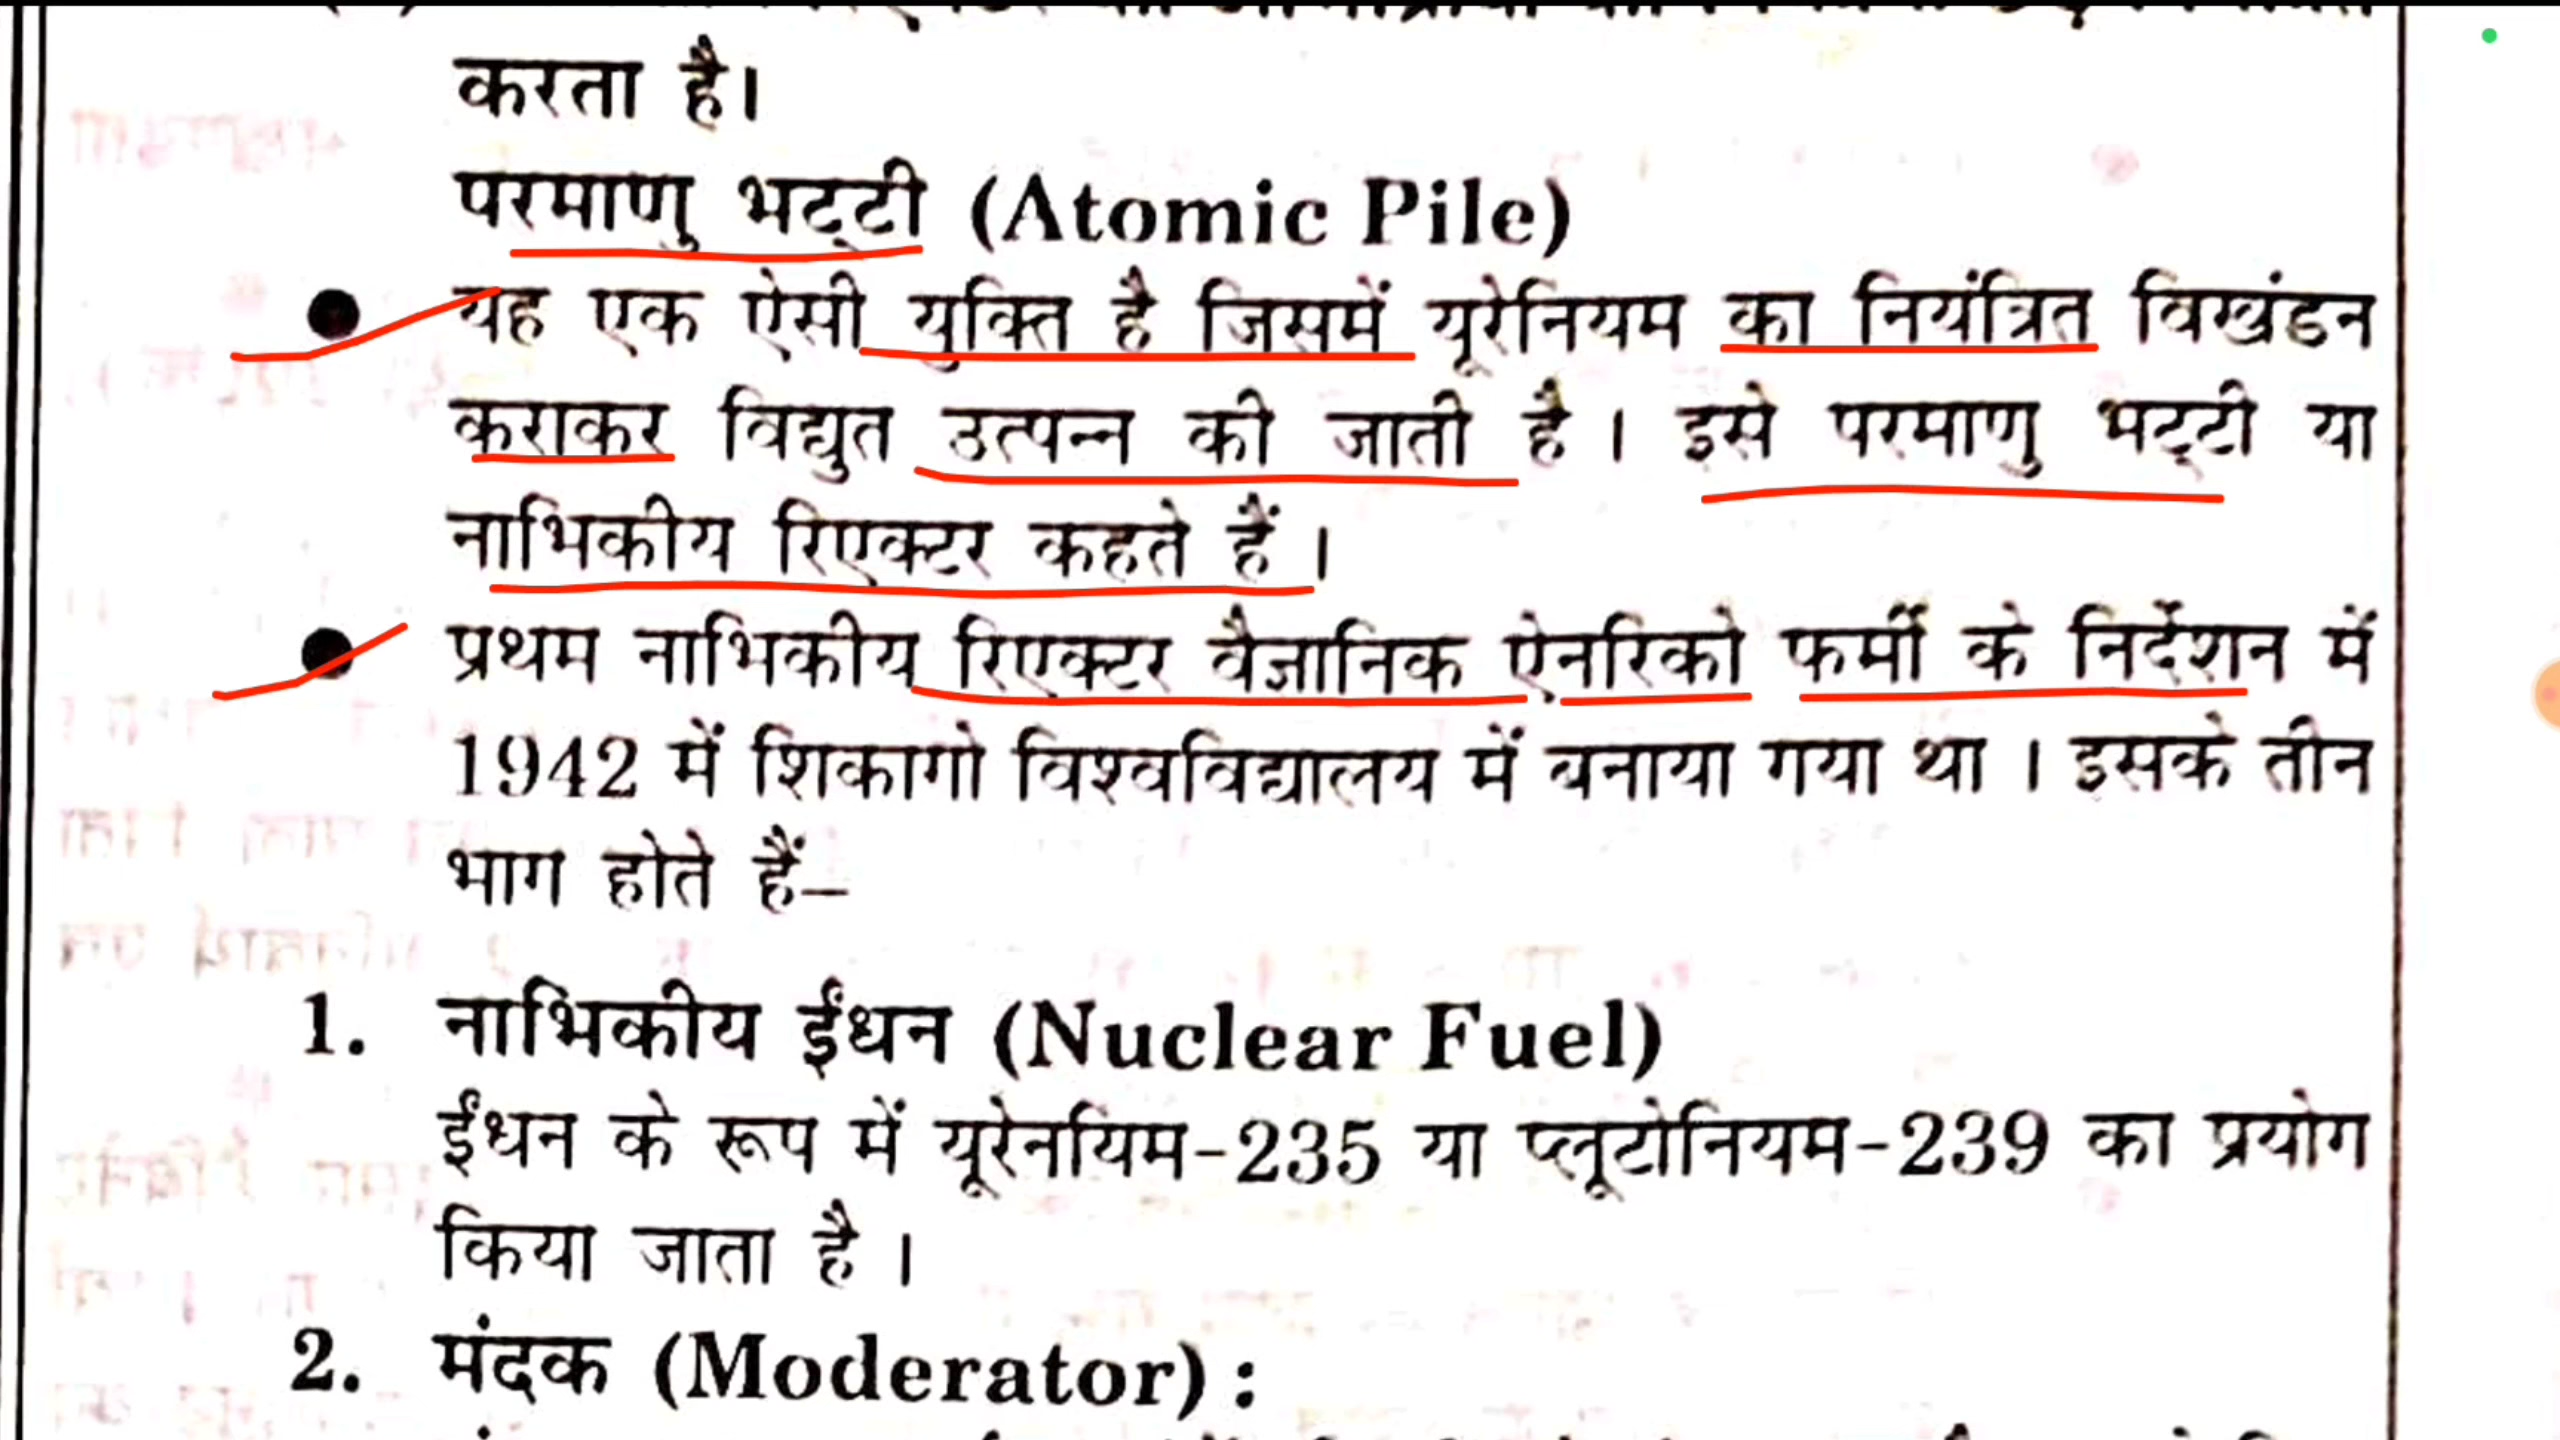 करता है।
परमाणु भट्टी (Atomic Pile)
● यह एक ऐसी युक्ति है जिसमें यूरेनियम का नियंत्रित विखंडन
कराकर विद्युत उत्पन्न की जाती है । इसे परमाणु भट्टी या
नाभिकीय रिएक्टर कहते हैं ।
● प्रथम नाभिकीय रिएक्टर वैज्ञानिक ऐनरिको फर्मी के निर्देशन में
1942 में शिकागो विश्वविद्यालय में बनाया गया था । इसके तीन
भाग होते हैं–
1. नाभिकीय ईंधन (Nuclear Fuel)
ईंधन के रूप में यूरेनयिम-235 या प्लूटोनियम-239 का प्रयोग
किया जाता है ।
2. मंदक (Moderator) :